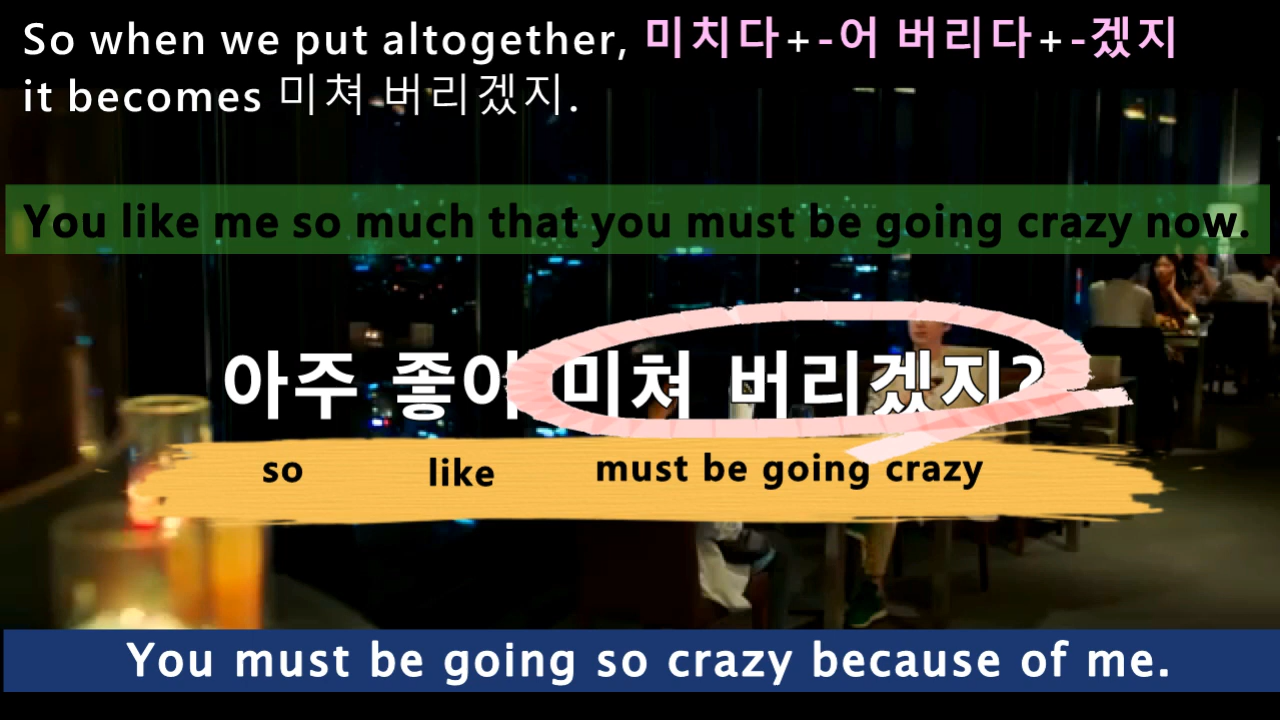 So when we put altogether, 미치다+-어 버리다+-겠지
it becomes 미쳐 버리겠지.
You like me so much that you must be going crazy now.
아주 좋아 미쳐 버리겠지?
so like must be going crazy
You must be going so crazy because of me.